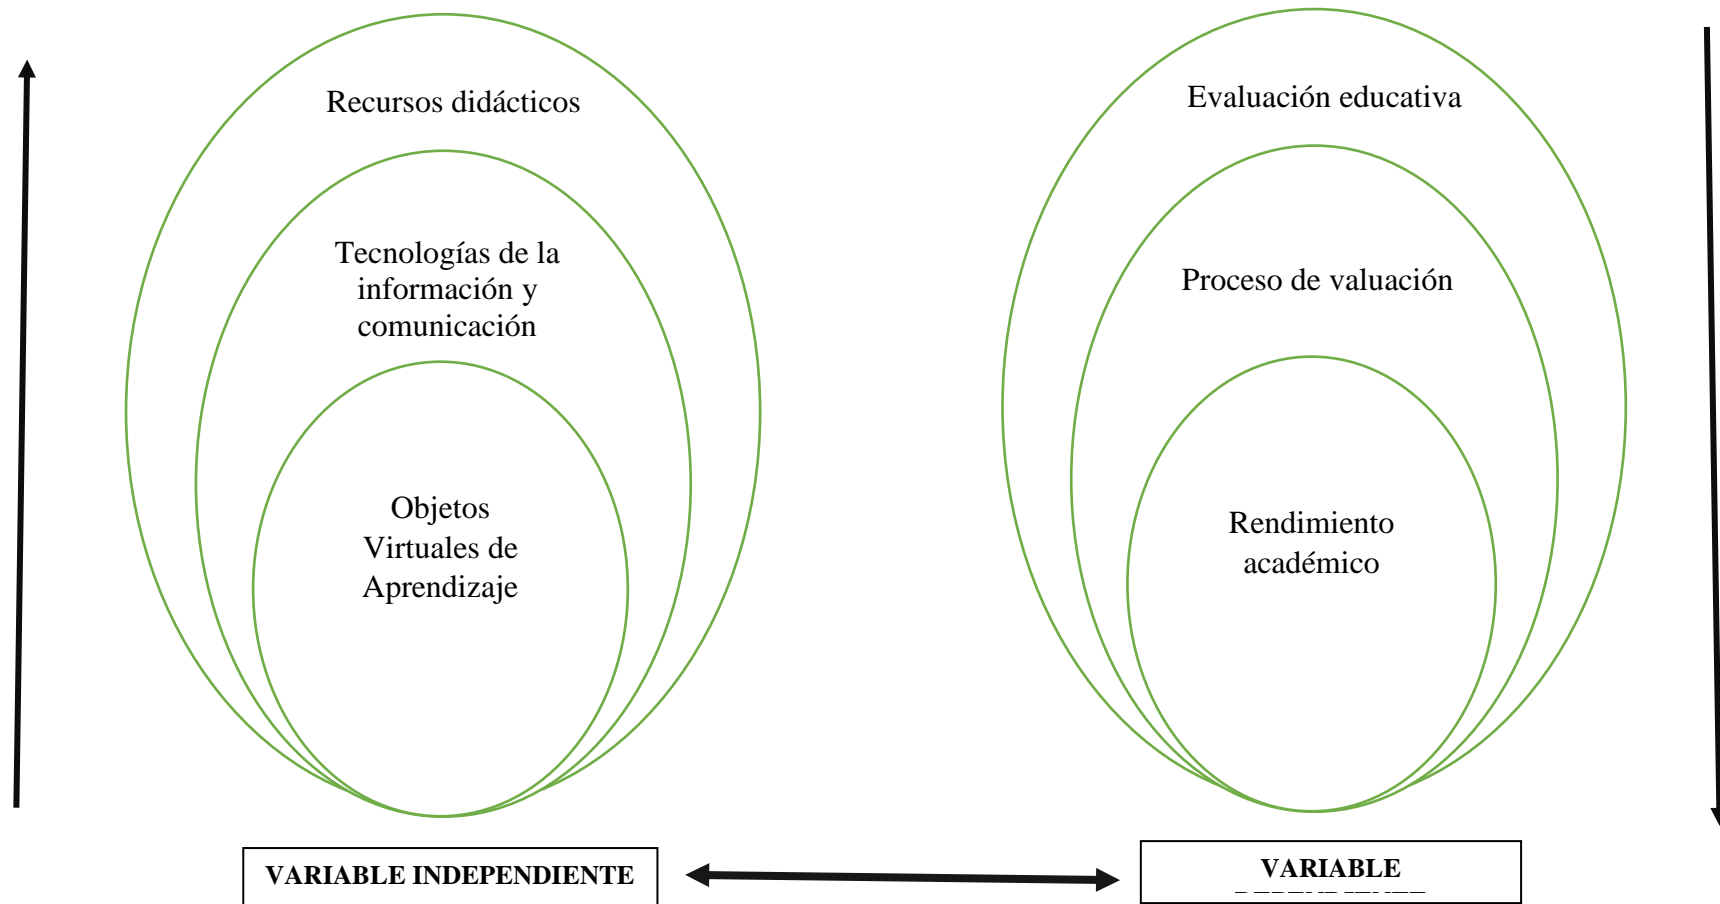 Recursos didácticos
Tecnologías de la
información y
comunicación
Objetos
Virtuales de
Aprendizaje
VARIABLE INDEPENDIENTE
Evaluación educativa
Proceso de valuación
Rendimiento
académico
VARIABLE